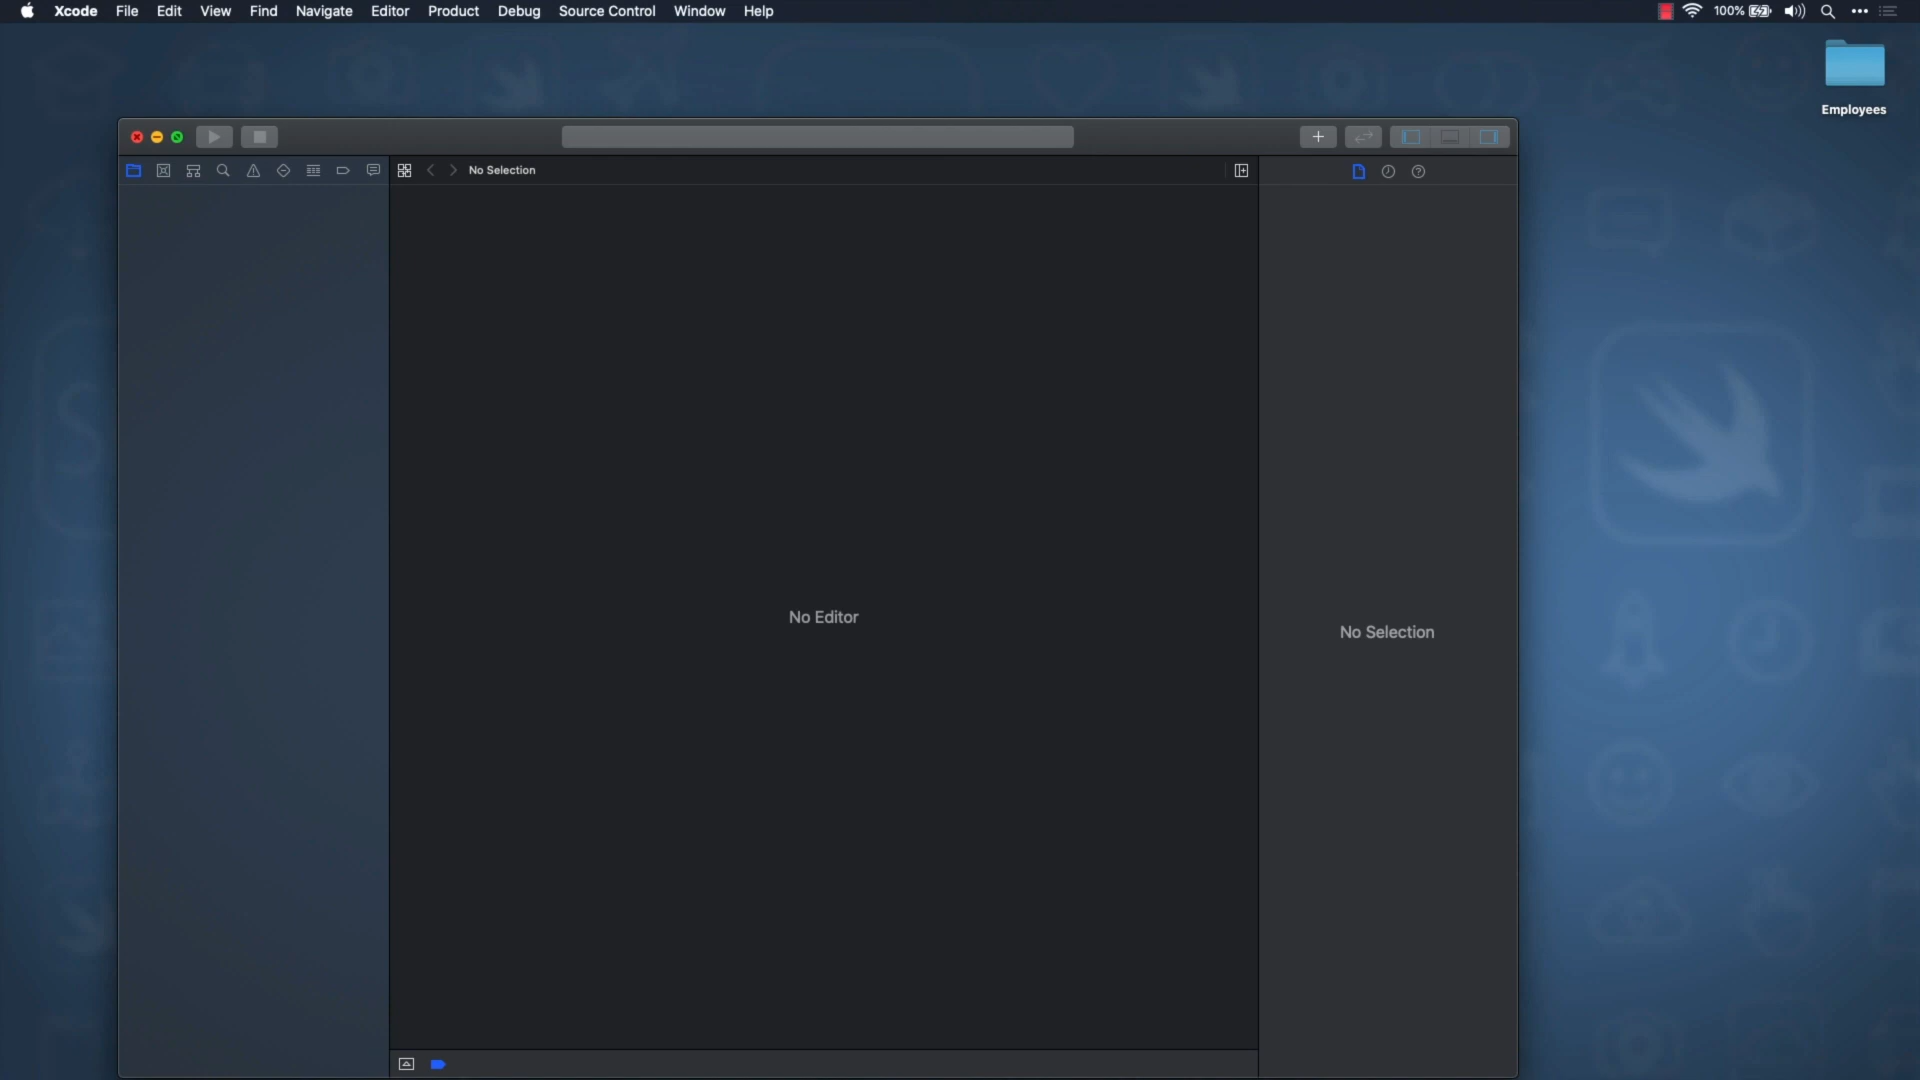 Xcode File Edit View Find Navigate Editor Product Debug Source Control Window Help 100%
Employees
No Selection
No Editor
No Selection